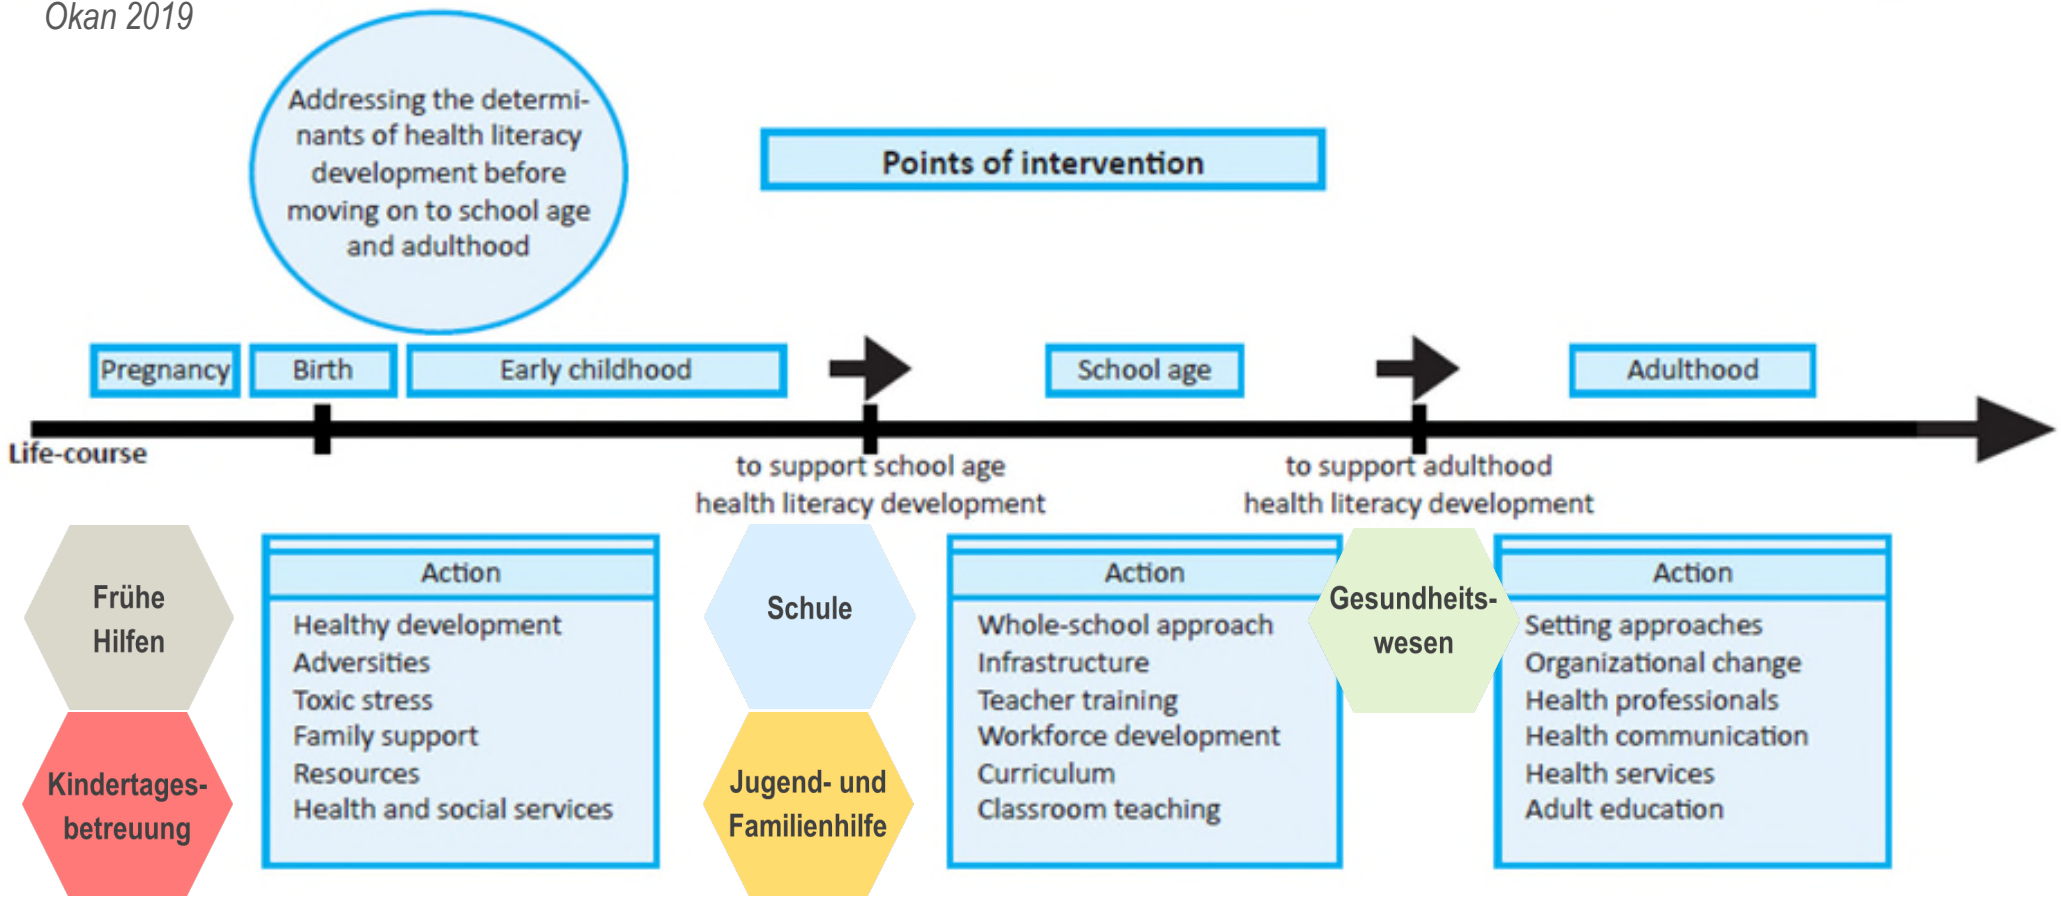 Okan 2019
Addressing the determi-
nants of health literacy
development before
moving on to school age
and adulthood
Points of intervention
Pregnancy
Birth
Early childhood
School age
Adulthood
Life-course
to support school age
health literacy development
to support adulthood
health literacy development
Frühe
Hilfen
Kindertages-
betreuung
Action
Healthy development
Adversities
Toxic stress
Family support
Resources
Health and social services
Schule
Jugend- und
Familienhilfe
Action
Whole-school approach
Infrastructure
Teacher training
Workforce development
Curriculum
Classroom teaching
Gesundheits-
wesen
Action
Setting approaches
Organizational change
Health professionals
Health communication
Health services
Adult education